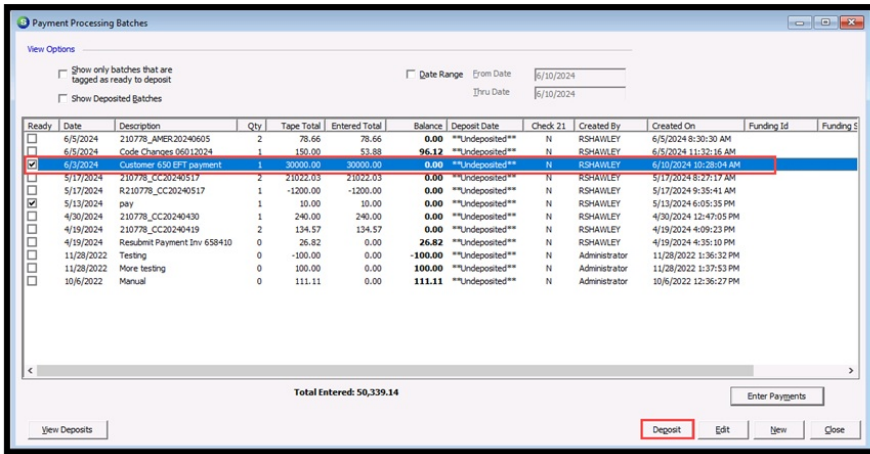 Payment Processing Batches
View Options
Show only batches that are
tagged as ready to deposit
Date Range From Date 6/10/2024
Show Deposited Batches
Thru Date 6/10/2024
Ready Date Description Qty Tape Total Entered Total Balance Deposit Date Check 21 Created By Created On Funding Id Funding S
6/5/2024 210778_AMER20240605 2 78.66 78.66 0.00 **Undeposited** N RSHAWLEY 6/5/2024 8:30:30 AM
6/5/2024 Code Changes 06012024 1 150.00 53.88 96.12 **Undeposited** N RSHAWLEY 6/5/2024 11:32:16 AM
6/3/2024 Customer 650 EFT payment 1 30000.00 30000.00 0.00 **Undeposited** N RSHAWLEY 6/10/2024 10:28:04 AM
5/17/2024 210778_CC20240517 2 21022.03 21022.03 0.00 **Undeposited** N RSHAWLEY 5/17/2024 8:27:17 AM
5/17/2024 R210778_CC20240517 1 -1200.00 -1200.00 0.00 **Undeposited** N RSHAWLEY 5/17/2024 9:35:41 AM
5/13/2024 pay 1 10.00 10.00 0.00 **Undeposited** N RSHAWLEY 5/13/2024 6:05:35 PM
4/30/2024 210778_CC20240430 1 240.00 240.00 0.00 **Undeposited** N RSHAWLEY 4/30/2024 12:47:05 PM
4/19/2024 210778_CC20240419 2 134.57 134.57 0.00 **Undeposited** N RSHAWLEY 4/19/2024 4:09:23 PM
4/19/2024 Resubmit Payment Inv 658410 0 26.82 0.00 26.82 **Undeposited** N RSHAWLEY 4/19/2024 4:35:10 PM
11/28/2022 Testing 0 -100.00 0.00 -100.00 **Undeposited** N Administrator 11/28/2022 1:36:32 PM
11/28/2022 More testing 0 100.00 0.00 100.00 **Undeposited** N Administrator 11/28/2022 1:37:53 PM
10/6/2022 Manual 0 111.11 0.00 111.11 **Undeposited** N Administrator 10/6/2022 12:36:27 PM
Total Entered: 50,339.14
Enter Payments
View Deposits Deposit Edit New Close